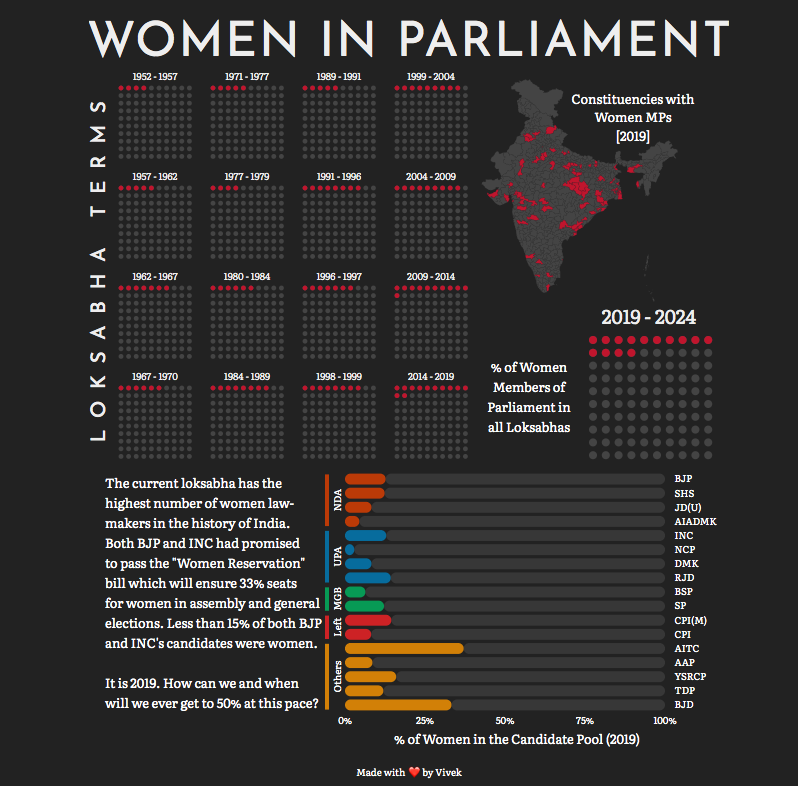 WOMEN IN PARLIAMENT
LOKSABHA TERMS
1952 - 1957
1971 - 1977
1989 - 1991
1999 - 2004
1957 - 1962
1977 - 1979
1991 - 1996
2004 - 2009
1962 - 1967
1980 - 1984
1996 - 1997
2009 - 2014
1967 - 1970
1984 - 1989
1998 - 1999
2014 - 2019
Constituencies with
Women MPs
[2019]
2019 - 2024
% of Women
Members of
Parliament in
all Loksabhas
The current loksabha has the
highest number of women law-
makers in the history of India.
Both BJP and INC had promised
to pass the "Women Reservation"
bill which will ensure 33% seats
for women in assembly and general
elections. Less than 15% of both BJP
and INC's candidates were women.
It is 2019. How can we and when
will we ever get to 50% at this pace?
NDA
BJP
SHS
JD(U)
AIADMK
UPA
INC
NCP
DMK
RJD
MGB
BSP
SP
Left
CPI(M)
CPI
Others
AITC
AAP
YSRCP
TDP
BJD
0% 25% 50% 75% 100%
% of Women in the Candidate Pool (2019)
Made with ❤️ by Vivek